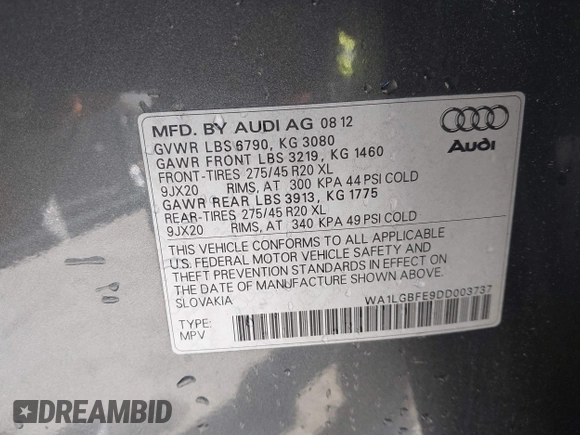 MFD. BY AUDI AG 08 12
GVWR LBS 6790, KG 3080
GAWR FRONT LBS 3219, KG 1460
FRONT-TIRES 275/45 R20 XL
9JX20 RIMS, AT 300 KPA 44 PSI COLD
GAWR REAR LBS 3913, KG 1775
REAR-TIRES 275/45 R20 XL
9JX20 RIMS, AT 340 KPA 49 PSI COLD
THIS VEHICLE CONFORMS TO ALL APPLICABLE
U.S. FEDERAL MOTOR VEHICLE SAFETY AND
THEFT PREVENTION STANDARDS IN EFFECT ON
THE DATE OF MANUFACTURE SHOWN ABOVE.
SLOVAKIA WA1LGBFE9DD003737
TYPE:
MPV
Audi
DREAMBID